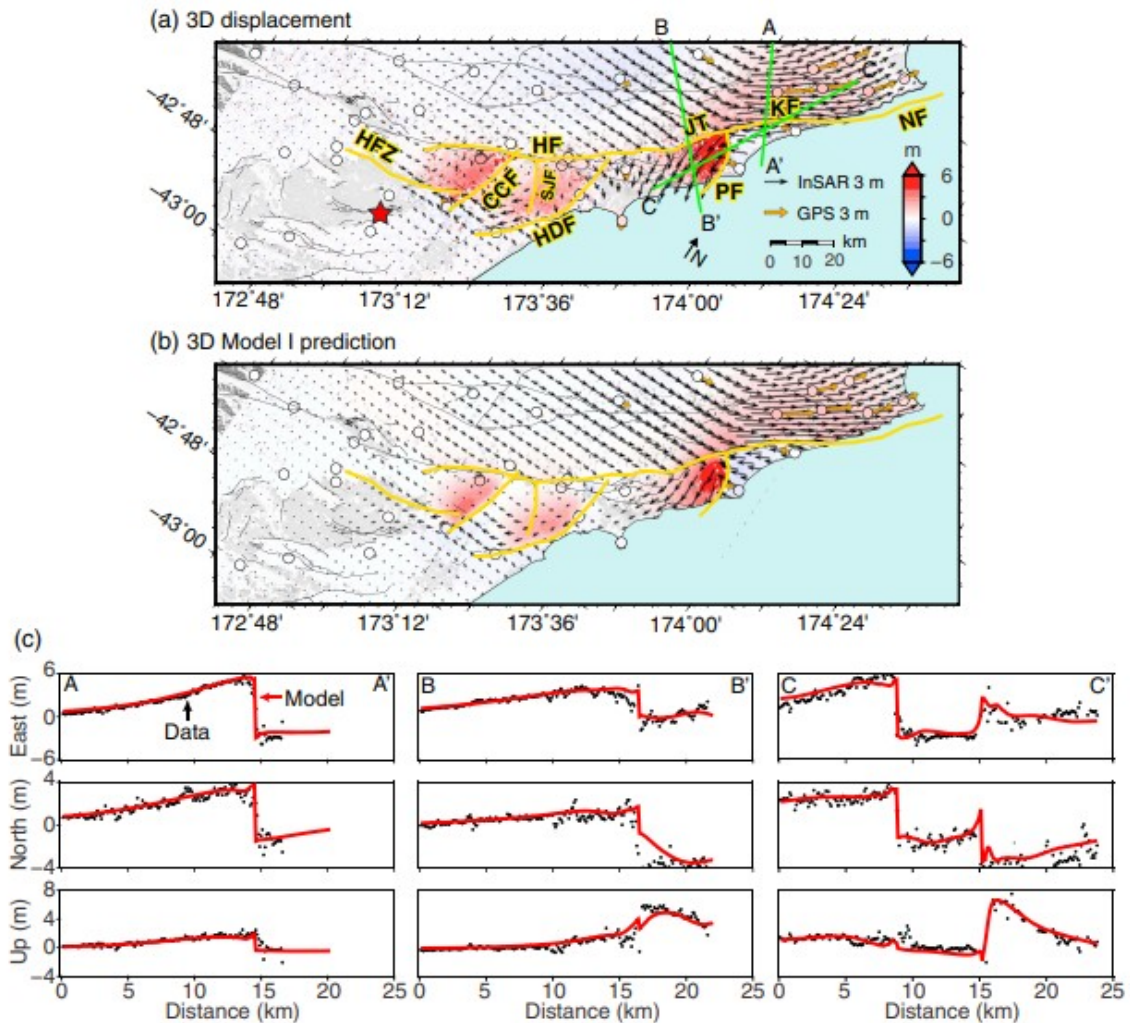 (a) 3D displacement
B
A
C
KF
NF
JT
HF
HFZ
CCF
SJF
HDF
PF
A'
C'
B'
N
m
6
0
−6
InSAR 3 m
GPS 3 m
km
0 10 20
−42°48'
−43°00'
172°48' 173°12' 173°36' 174°00' 174°24'
(b) 3D Model I prediction
−42°48'
−43°00'
172°48' 173°12' 173°36' 174°00' 174°24'
(c)
East (m)
6
0
−6
A A'
Model
Data
B B'
C C'
North (m)
4
0
−4
Up (m)
8
4
0
−4
0 5 10 15 20 25
0 5 10 15 20 25
0 5 10 15 20 25
Distance (km) Distance (km) Distance (km)